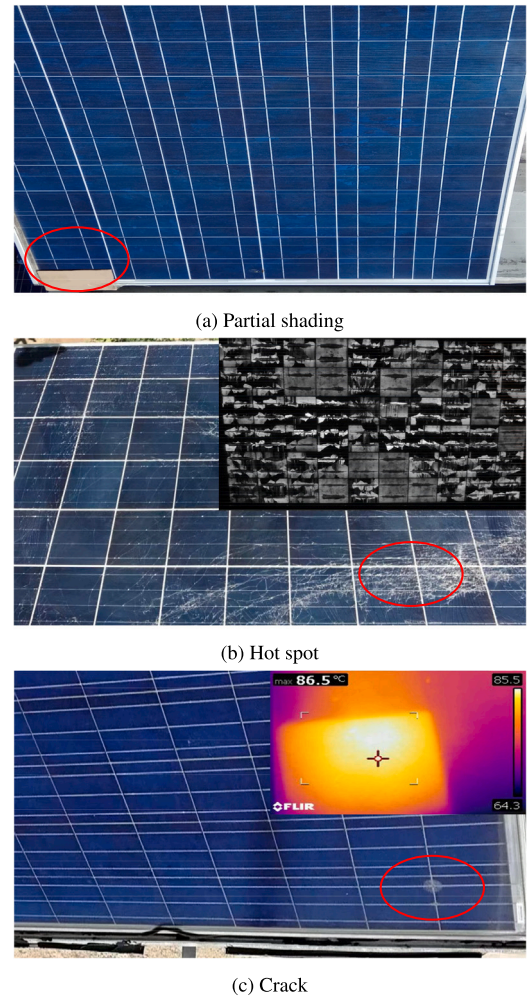 (a) Partial shading
(b) Hot spot
max 86.5 °C
85.5
FLIR
64.3
(c) Crack